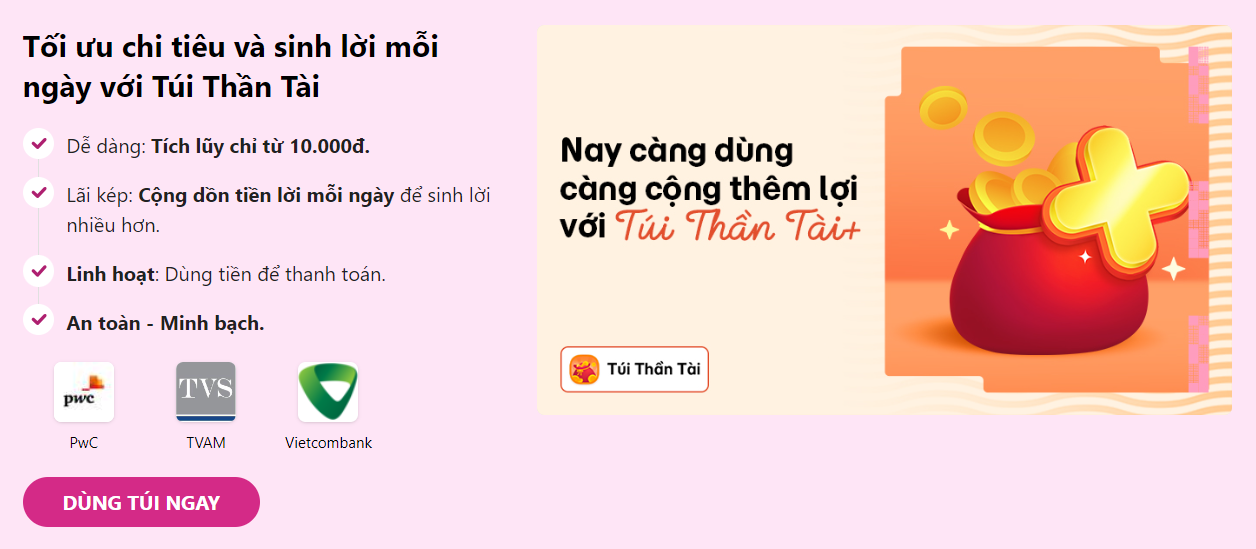 Tối ưu chi tiêu và sinh lời mỗi
ngày với Túi Thần Tài
Dễ dàng: Tích lũy chỉ từ 10.000đ.
Lãi kép: Cộng dồn tiền lời mỗi ngày để sinh lời
nhiều hơn.
Linh hoạt: Dùng tiền để thanh toán.
An toàn - Minh bạch.
pwc
TVS
PwC
TVAM
Vietcombank
DÙNG TÚI NGAY
Nay càng dùng
càng cộng thêm lợi
với Túi Thần Tài+
Túi Thần Tài